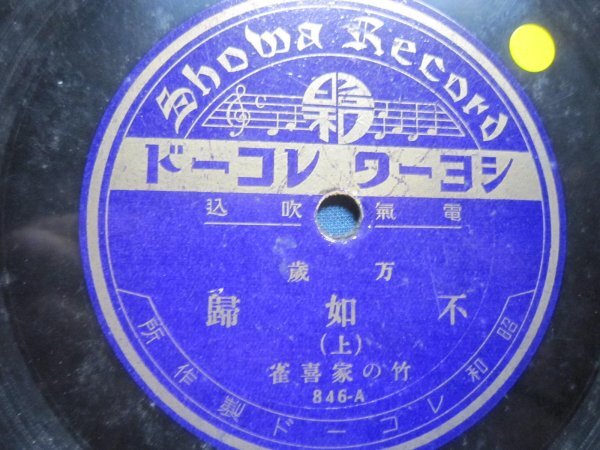 Showa Record
シヨーワ レコード
電氣吹込
万歳
不如歸
(上)
竹の家喜雀
846-A
昭和レコード製作所